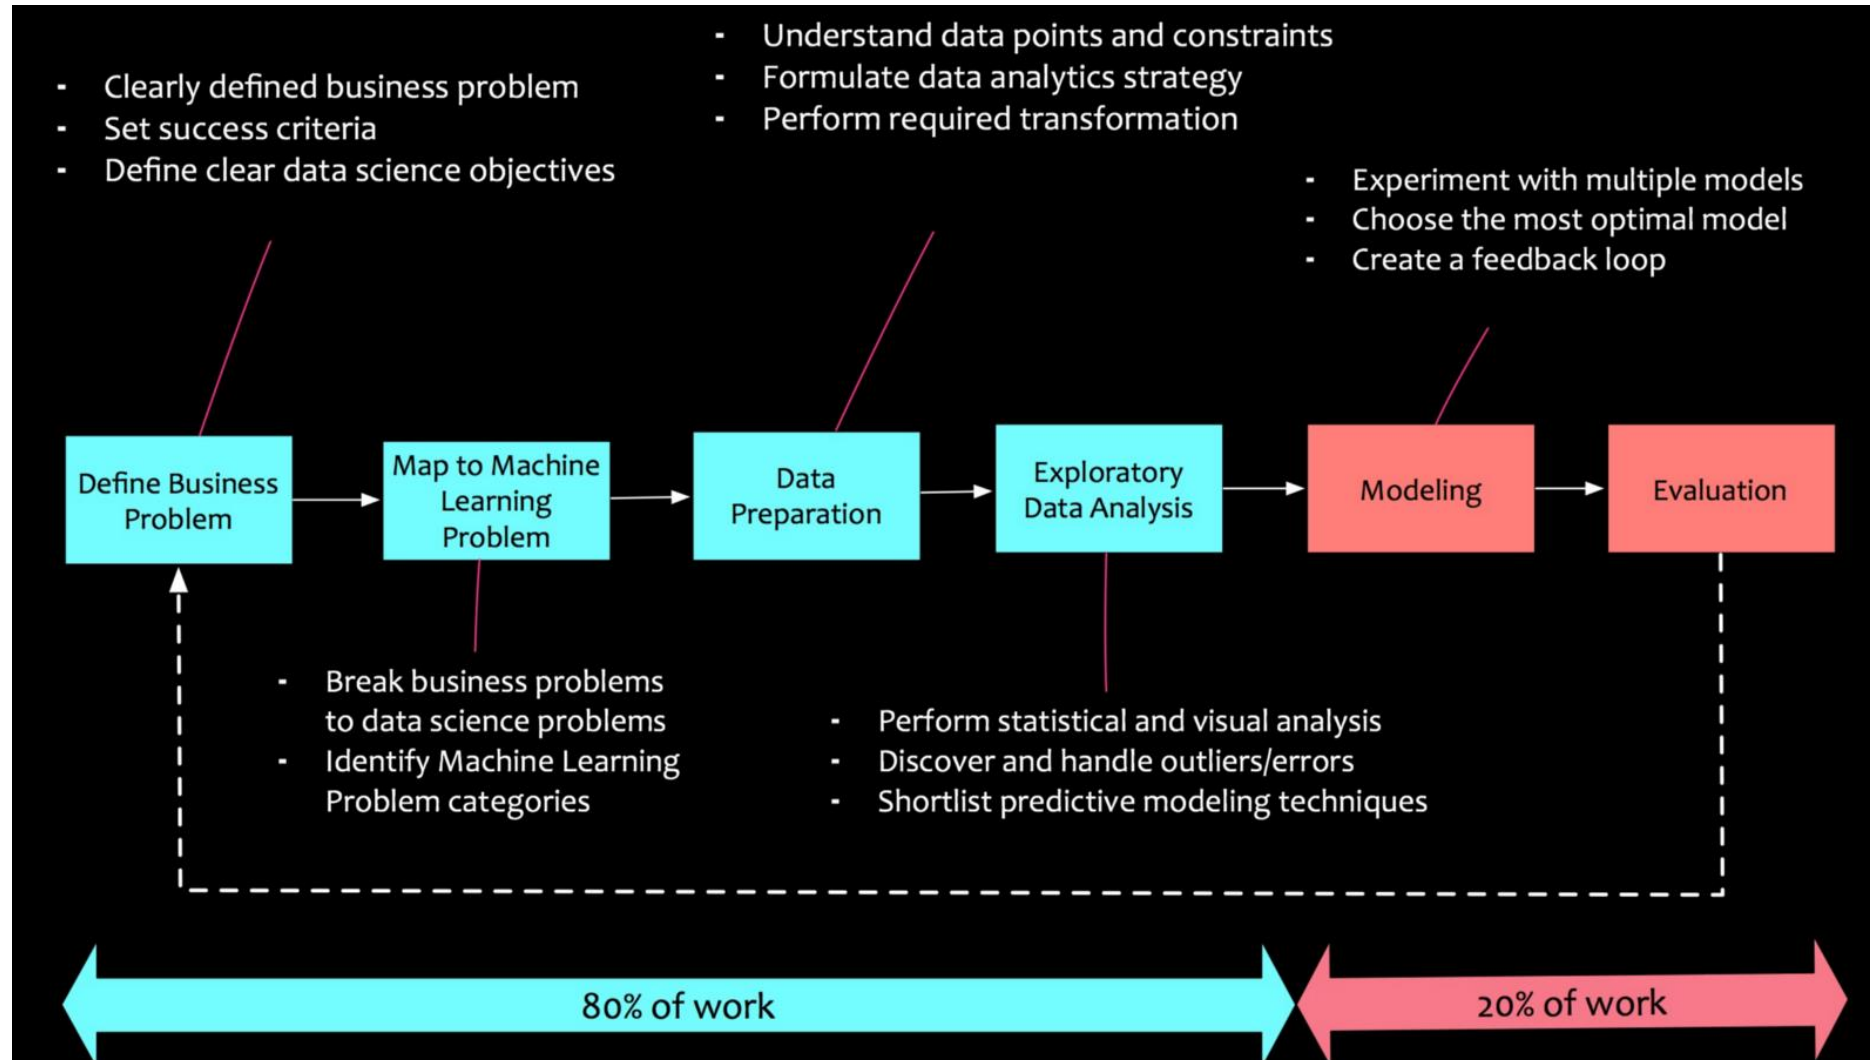 - Clearly defined business problem
- Set success criteria
- Define clear data science objectives
- Understand data points and constraints
- Formulate data analytics strategy
- Perform required transformation
- Experiment with multiple models
- Choose the most optimal model
- Create a feedback loop
Define Business
Problem
Map to Machine
Learning
Problem
Data
Preparation
Exploratory
Data Analysis
Modeling
Evaluation
- Break business problems
to data science problems
- Identify Machine Learning
Problem categories
- Perform statistical and visual analysis
- Discover and handle outliers/errors
- Shortlist predictive modeling techniques
80% of work
20% of work